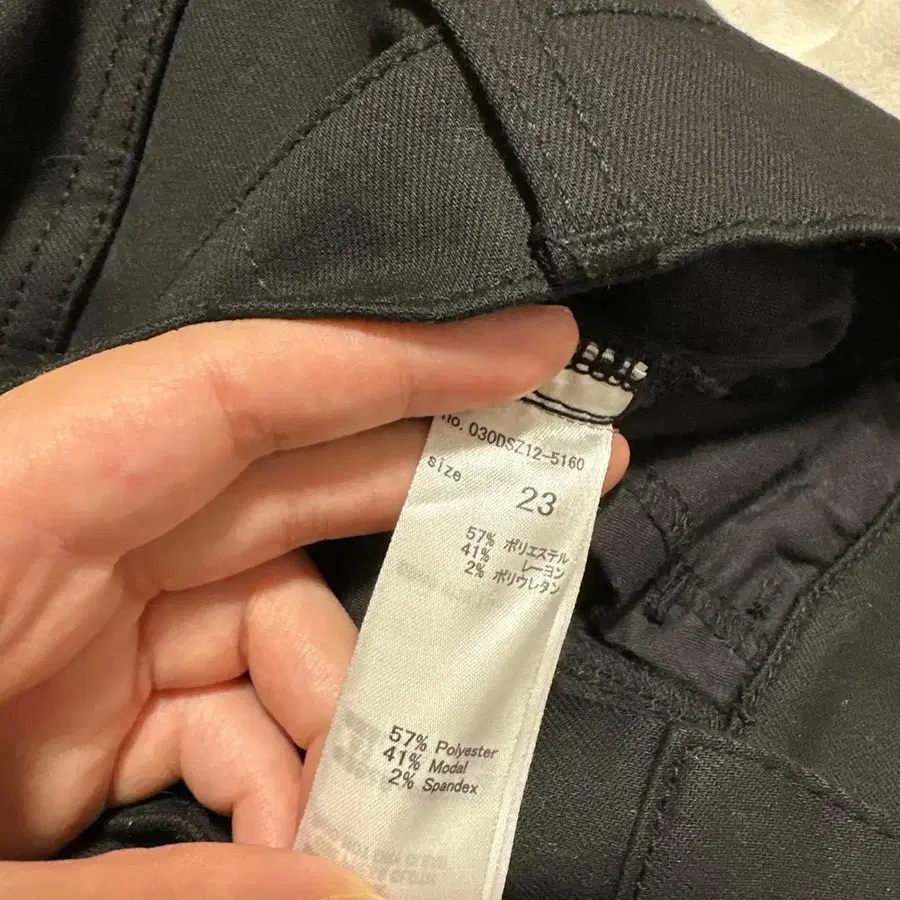 no. 030DSZ12-5160
size
23
57% ポリエステル
41% レーヨン
2% ポリウレタン
57% Polyester
41% Modal
2% Spandex